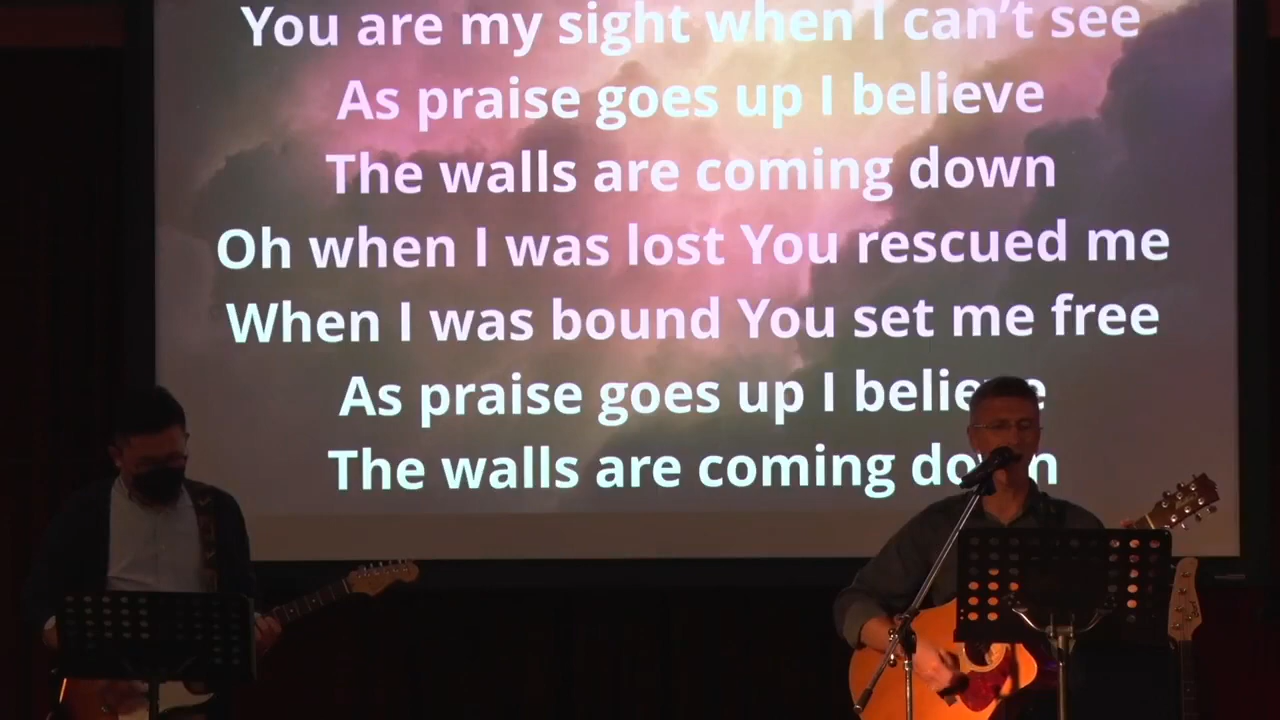 You are my sight when I can't see
As praise goes up I believe
The walls are coming down
Oh when I was lost You rescued me
When I was bound You set me free
As praise goes up I believe
The walls are coming down